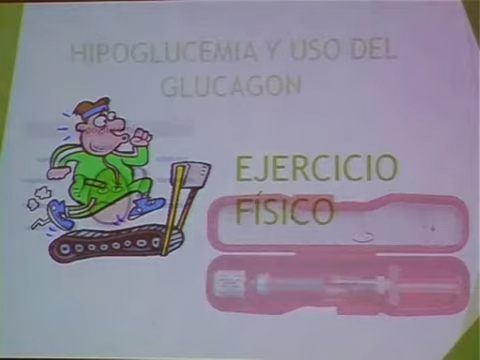 HIPOGLUCEMIA Y USO DEL
GLUCAGON
EJERCICIO
FÍSICO